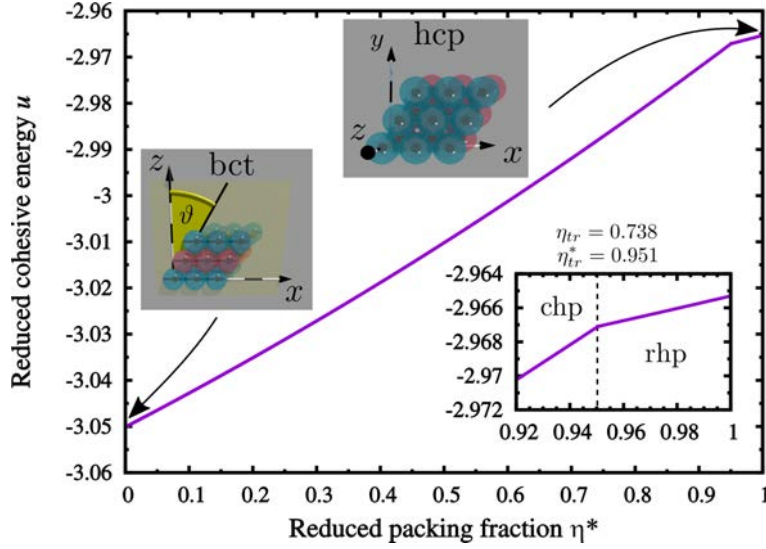 Reduced cohesive energy u
-2.96
-2.97
-2.98
-2.99
-3
-3.01
-3.02
-3.03
-3.04
-3.05
-3.06
y
hcp
z
x
z
bct
ϑ
x
η_{tr} = 0.738
η*_{tr} = 0.951
-2.964
-2.966
-2.968
-2.97
-2.972
chp
rhp
0.92 0.94 0.96 0.98 1
0 0.1 0.2 0.3 0.4 0.5 0.6 0.7 0.8 0.9 1
Reduced packing fraction η*